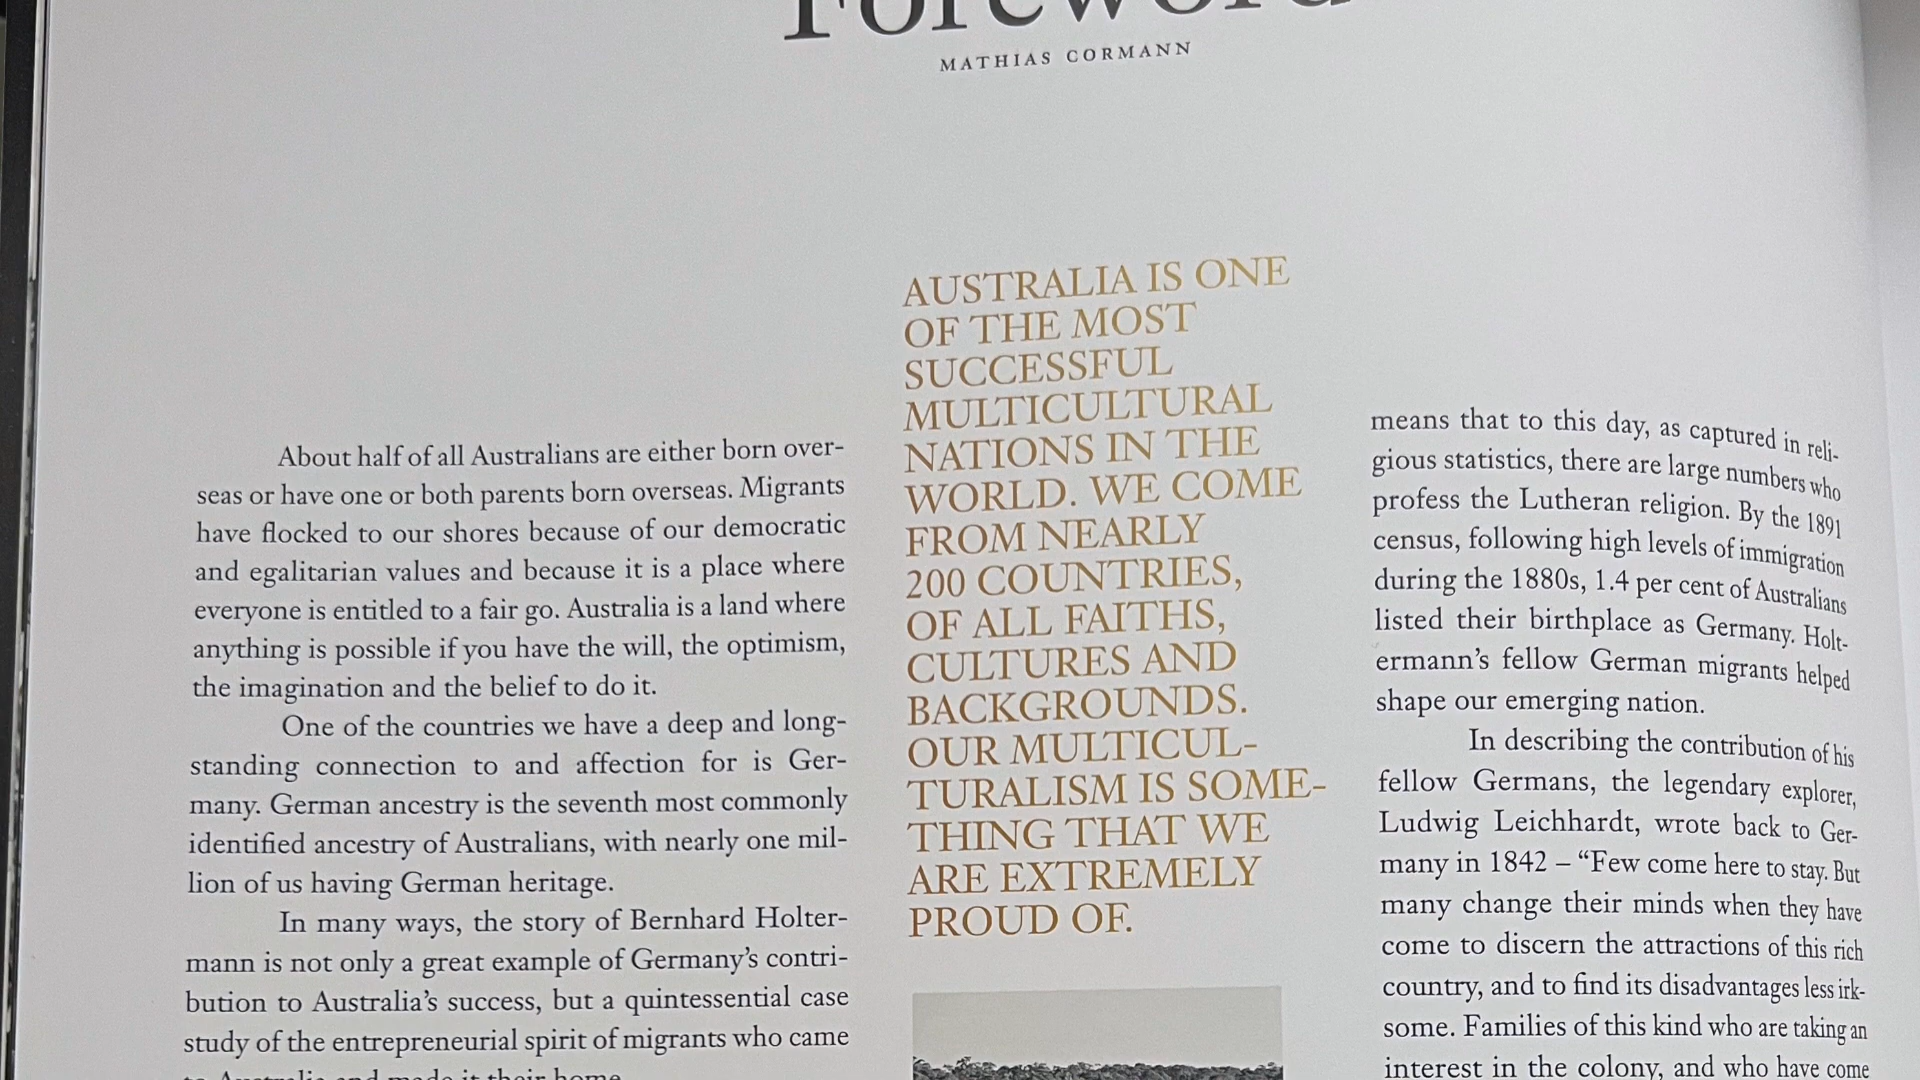 Foreword
MATHIAS CORMANN
About half of all Australians are either born over-
seas or have one or both parents born overseas. Migrants
have flocked to our shores because of our democratic
and egalitarian values and because it is a place where
everyone is entitled to a fair go. Australia is a land where
anything is possible if you have the will, the optimism,
the imagination and the belief to do it.
One of the countries we have a deep and long-
standing connection to and affection for is Ger-
many. German ancestry is the seventh most commonly
identified ancestry of Australians, with nearly one mil-
lion of us having German heritage.
In many ways, the story of Bernhard Holter-
mann is not only a great example of Germany’s contri-
bution to Australia’s success, but a quintessential case
study of the entrepreneurial spirit of migrants who came
to Australia and made it their home.
AUSTRALIA IS ONE
OF THE MOST
SUCCESSFUL
MULTICULTURAL
NATIONS IN THE
WORLD. WE COME
FROM NEARLY
200 COUNTRIES,
OF ALL FAITHS,
CULTURES AND
BACKGROUNDS.
OUR MULTICUL-
TURALISM IS SOME-
THING THAT WE
ARE EXTREMELY
PROUD OF.
means that to this day, as captured in reli-
gious statistics, there are large numbers who
profess the Lutheran religion. By the 1891
census, following high levels of immigration
during the 1880s, 1.4 per cent of Australians
listed their birthplace as Germany. Holt-
ermann’s fellow German migrants helped
shape our emerging nation.
In describing the contribution of his
fellow Germans, the legendary explorer,
Ludwig Leichhardt, wrote back to Ger-
many in 1842 – “Few come here to stay. But
many change their minds when they have
come to discern the attractions of this rich
country, and to find its disadvantages less irk-
some. Families of this kind who are taking an
interest in the colony, and who have come